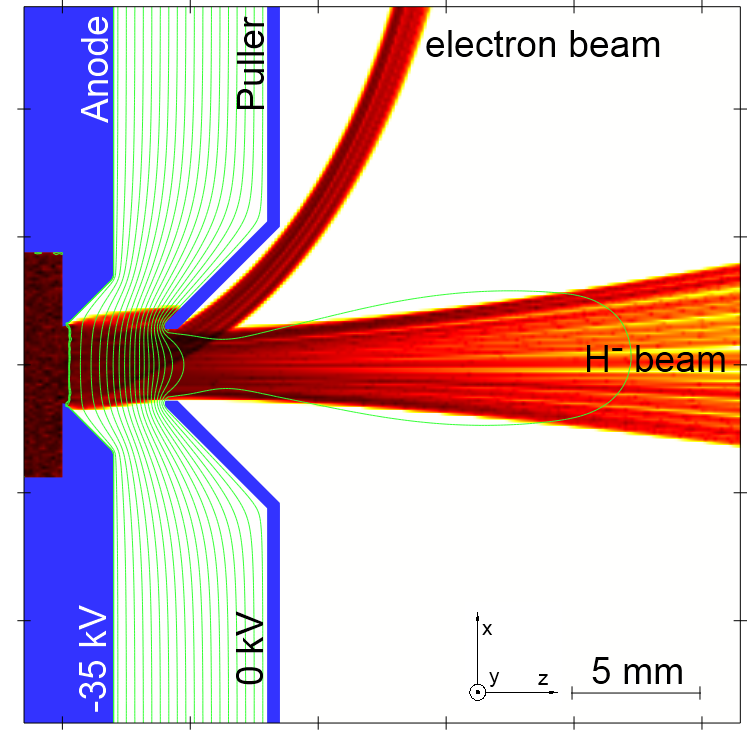 Anode
Puller
electron beam
H⁻ beam
-35 kV
0 kV
x
y
z
5 mm